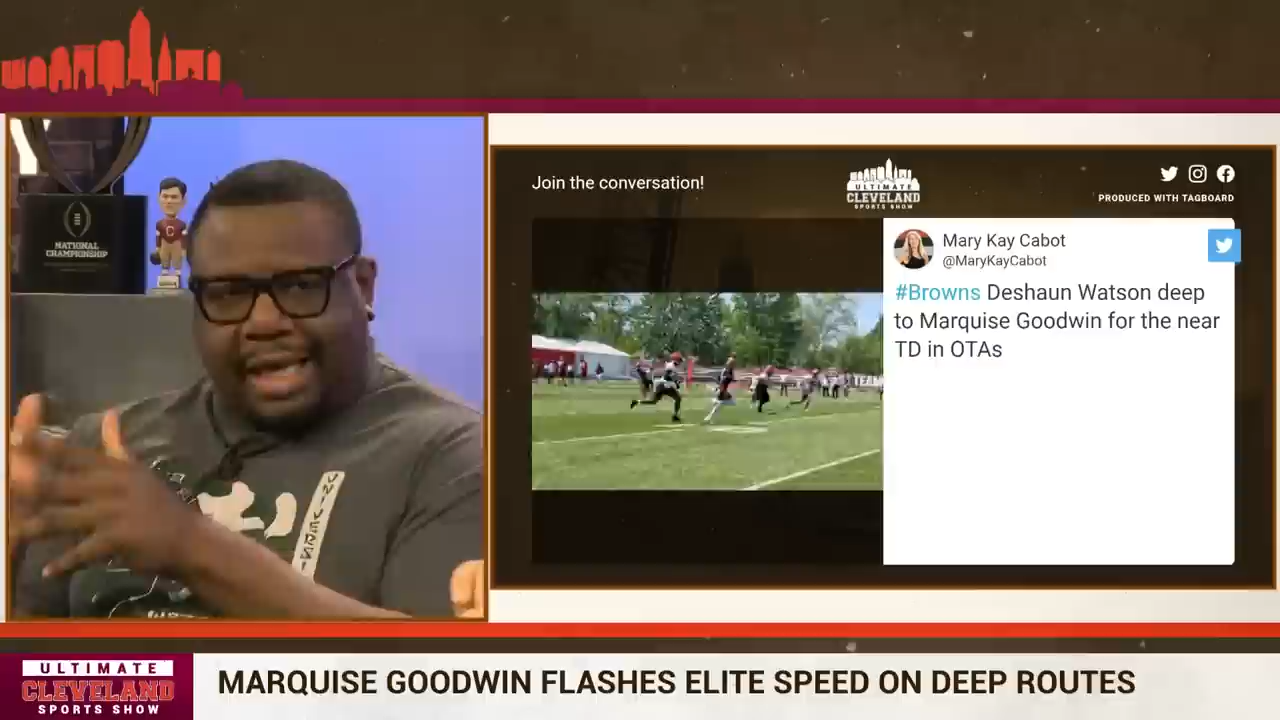 Y
NATIONAL
CHAMPIONSHIP
C
UNIVERSI
Join the conversation!
ULTIMATE
CLEVELAND
SPORTS SHOW
PRODUCED WITH TAGBOARD
Mary Kay Cabot
@MaryKayCabot
#Browns Deshaun Watson deep
to Marquise Goodwin for the near
TD in OTAs
TEAM
ULTIMATE
CLEVELAND
SPORTS SHOW
MARQUISE GOODWIN FLASHES ELITE SPEED ON DEEP ROUTES